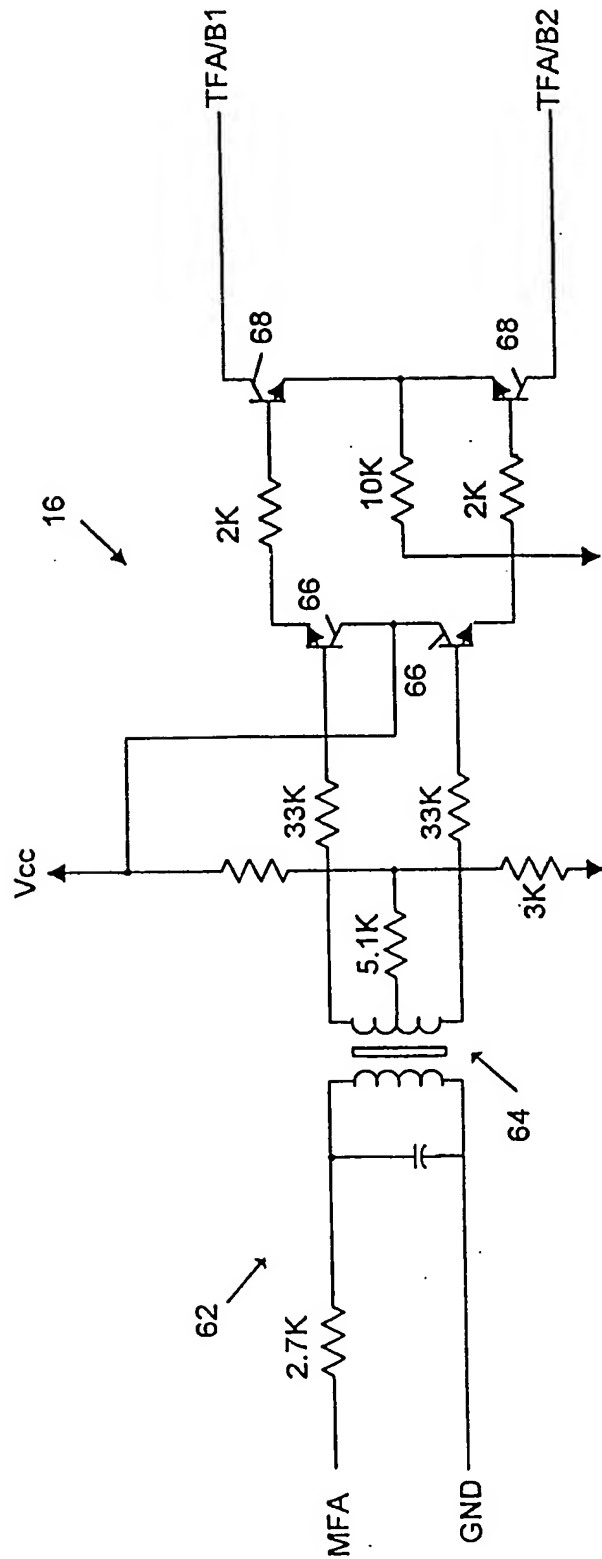 16
Vcc
TFA/B1
68
2K
66
33K
10K
5.1K
62
2.7K
MFA
66
33K
2K
68
3K
64
GND
TFA/B2